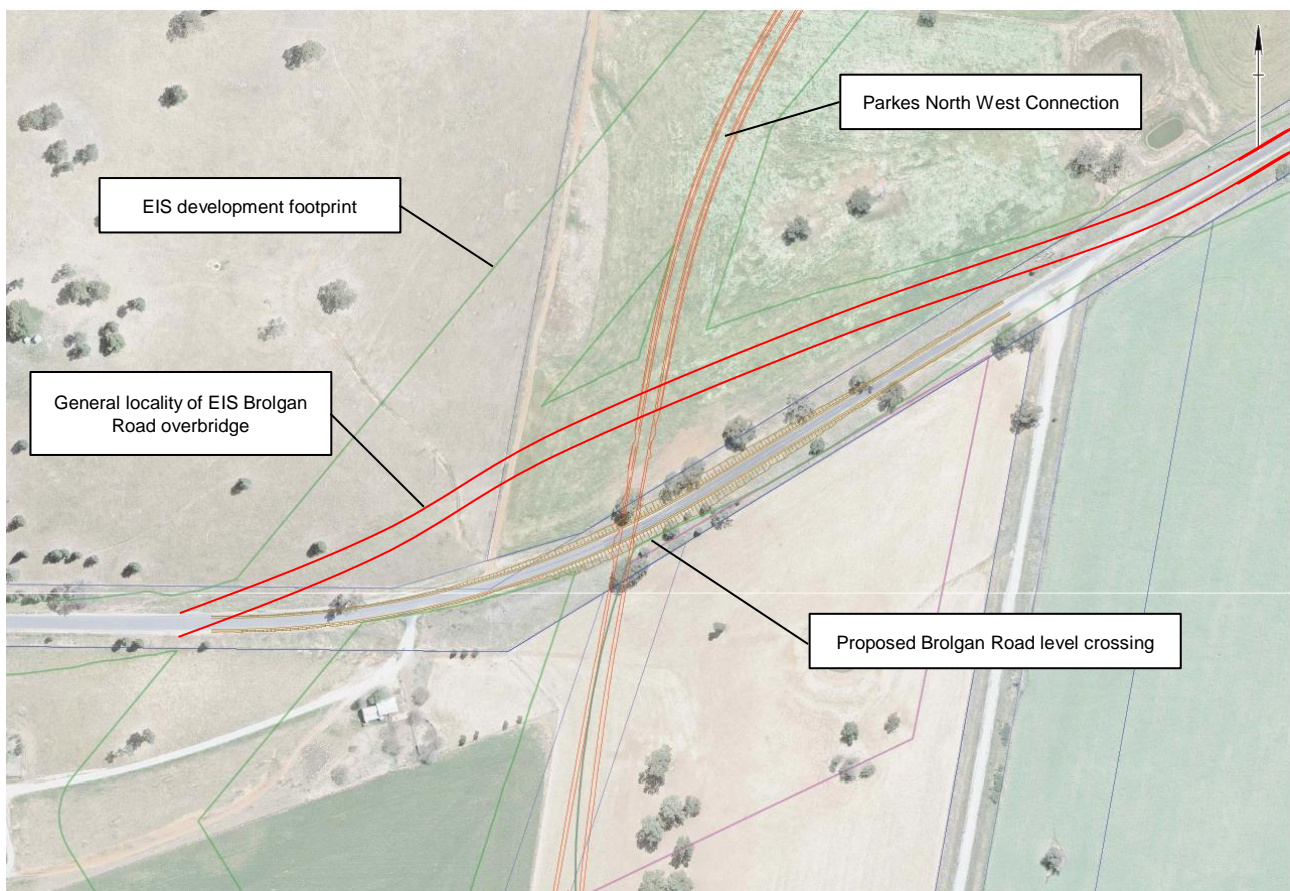 Parkes North West Connection
EIS development footprint
General locality of EIS Brolgan
Road overbridge
Proposed Brolgan Road level crossing